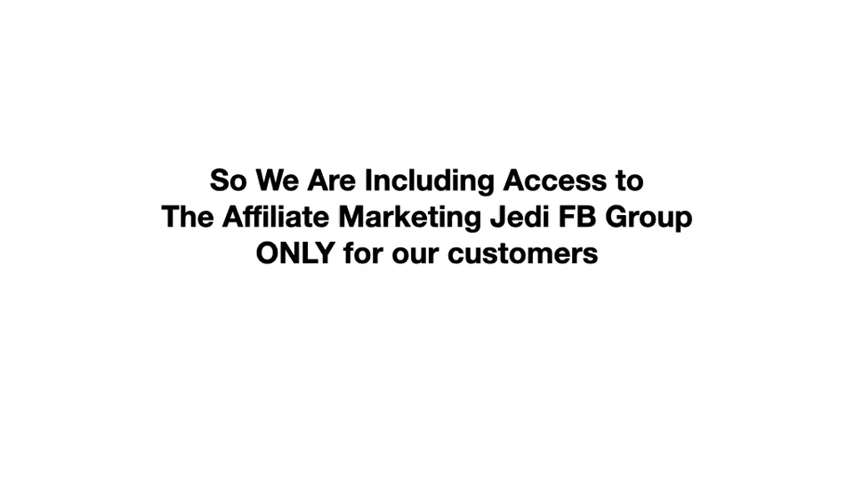 So We Are Including Access to
The Affiliate Marketing Jedi FB Group
ONLY for our customers